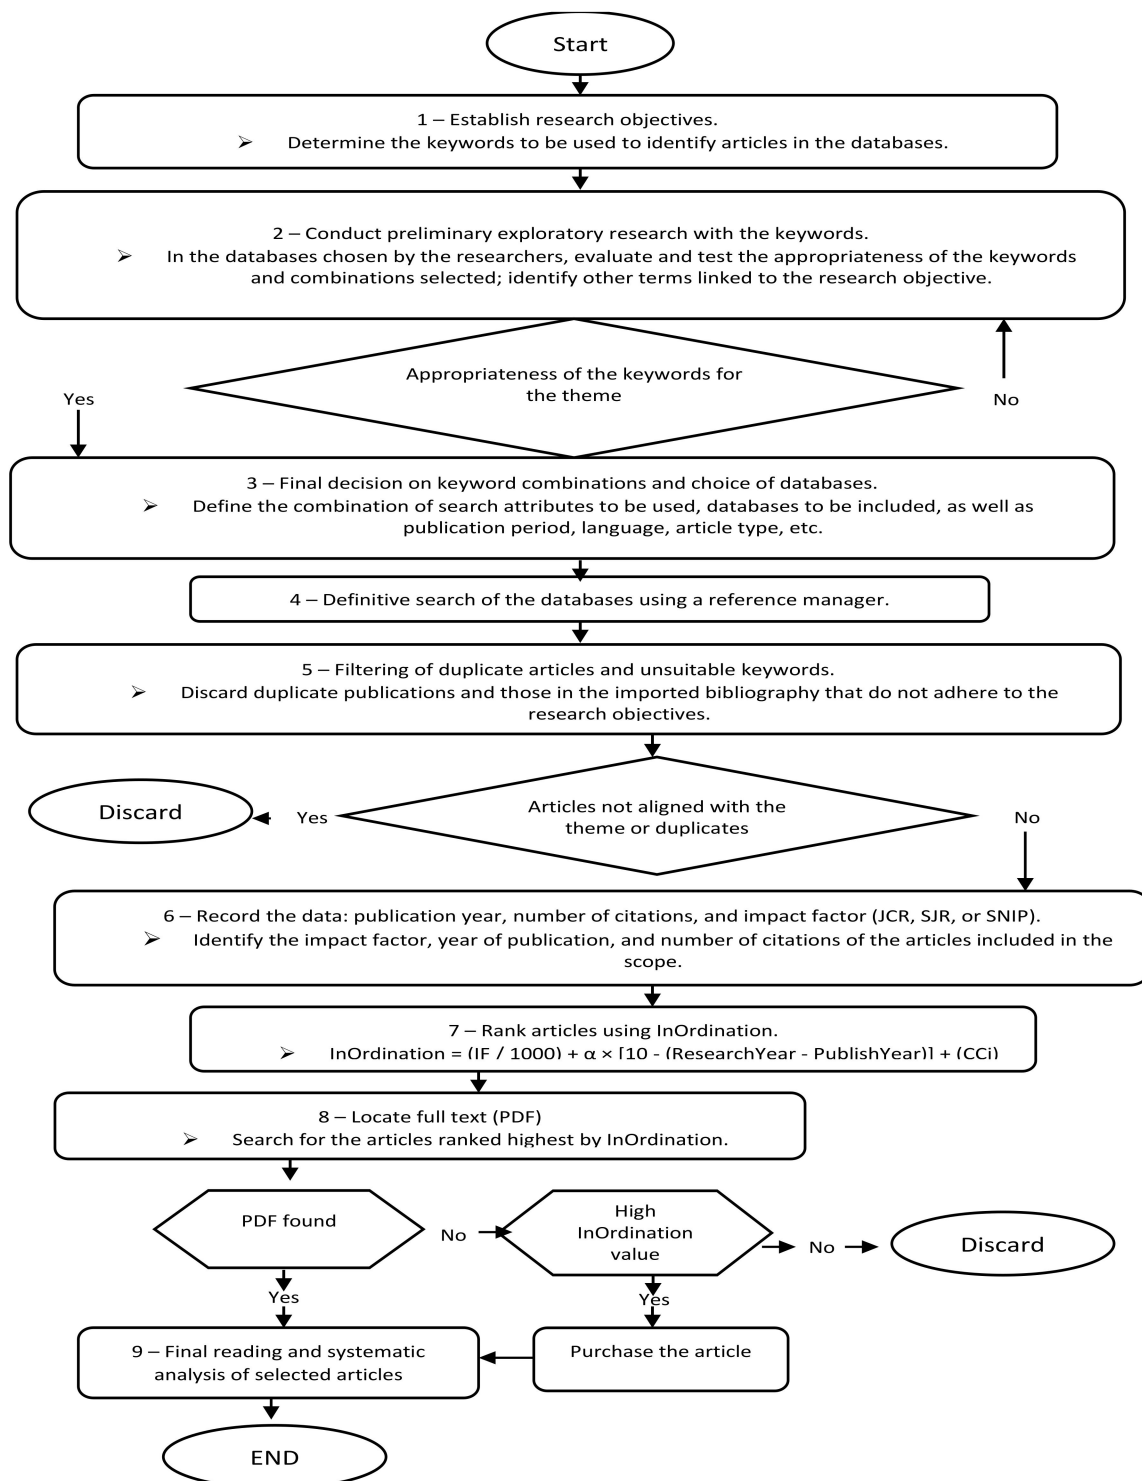 Start
1 – Establish research objectives.
➢ Determine the keywords to be used to identify articles in the databases.
2 – Conduct preliminary exploratory research with the keywords.
➢ In the databases chosen by the researchers, evaluate and test the appropriateness of the keywords
and combinations selected; identify other terms linked to the research objective.
Appropriateness of the keywords for
the theme
Yes
No
3 – Final decision on keyword combinations and choice of databases.
➢ Define the combination of search attributes to be used, databases to be included, as well as
publication period, language, article type, etc.
4 – Definitive search of the databases using a reference manager.
5 – Filtering of duplicate articles and unsuitable keywords.
➢ Discard duplicate publications and those in the imported bibliography that do not adhere to the
research objectives.
Discard
Yes
Articles not aligned with the
theme or duplicates
No
6 – Record the data: publication year, number of citations, and impact factor (JCR, SJR, or SNIP).
➢ Identify the impact factor, year of publication, and number of citations of the articles included in the
scope.
7 – Rank articles using InOrdination.
➢ InOrdination = (IF / 1000) + α × [10 - (ResearchYear - PublishYear)] + (CCi)
8 – Locate full text (PDF)
➢ Search for the articles ranked highest by InOrdination.
PDF found
No
High
InOrdination
value
No
Discard
Yes
Yes
9 – Final reading and systematic
analysis of selected articles
Purchase the article
END